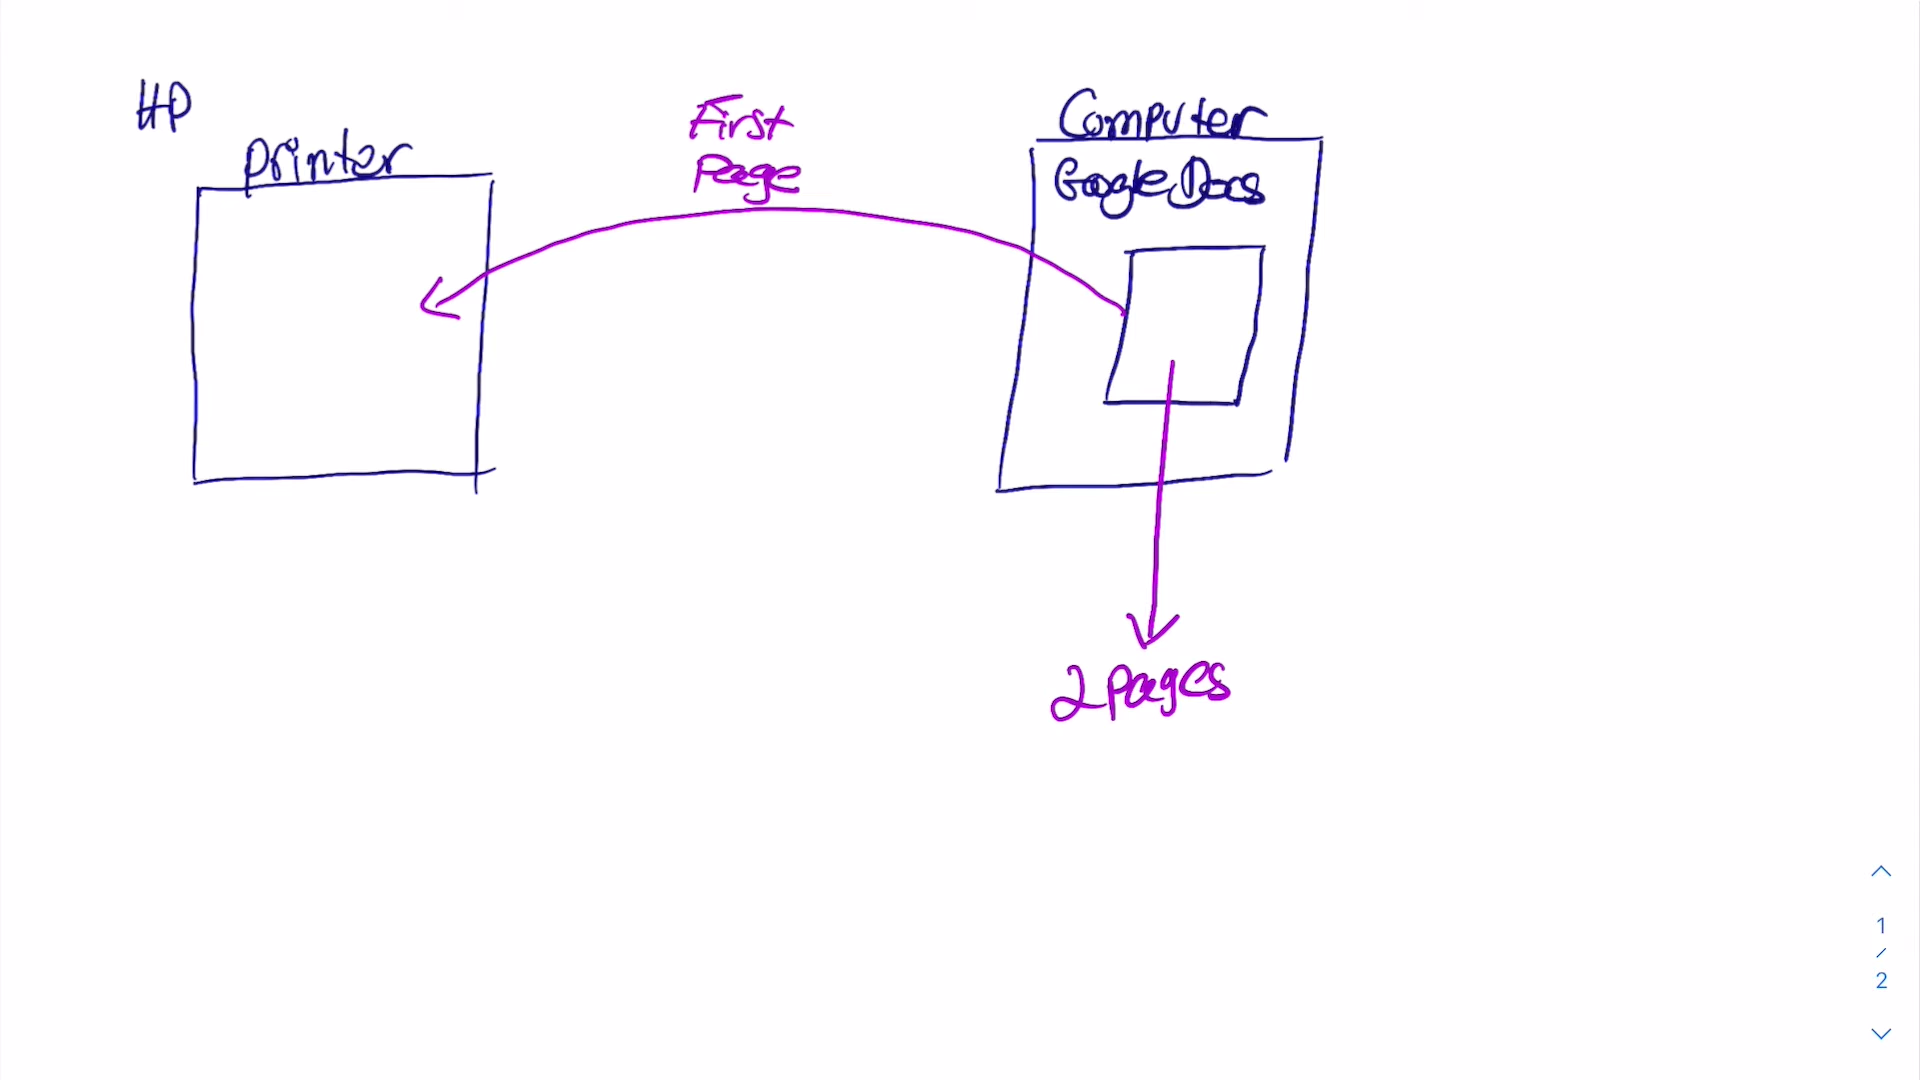 HP
printer
First
Page
Computer
Google Docs
2 Pages
1
/
2